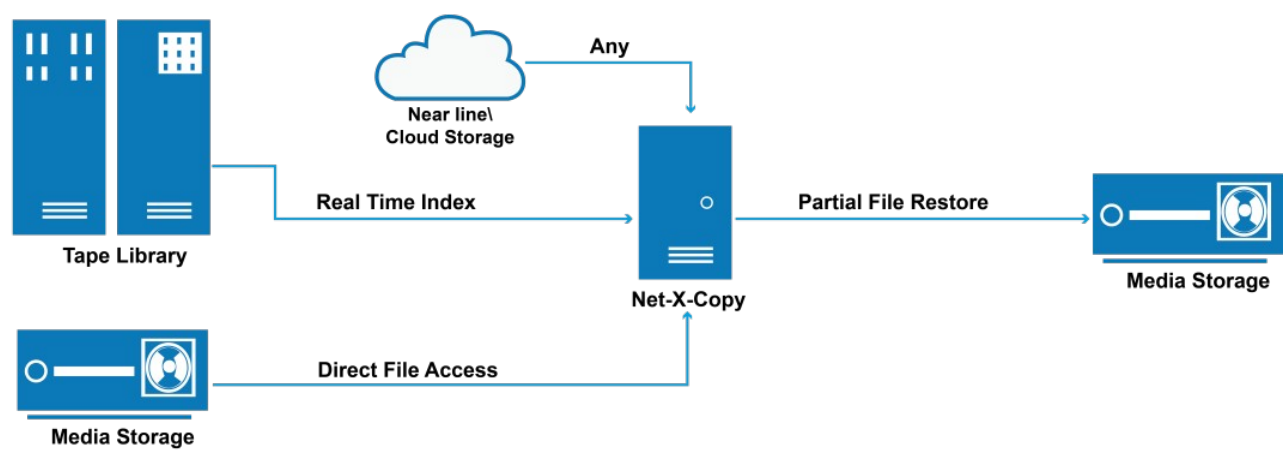 Any
Near line\
Cloud Storage
Real Time Index
Partial File Restore
Tape Library
Media Storage
Net-X-Copy
Direct File Access
Media Storage